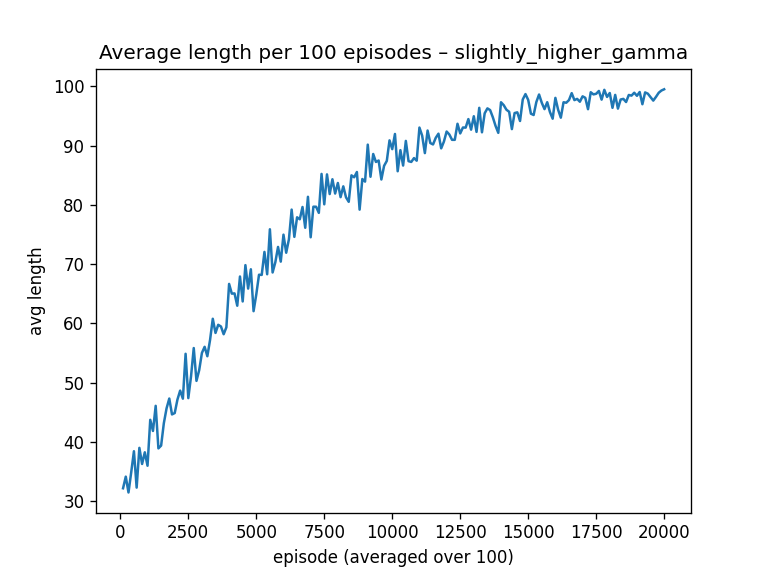 Average length per 100 episodes – slightly_higher_gamma
100
90
80
70
60
50
40
30
avg length
0 2500 5000 7500 10000 12500 15000 17500 20000
episode (averaged over 100)